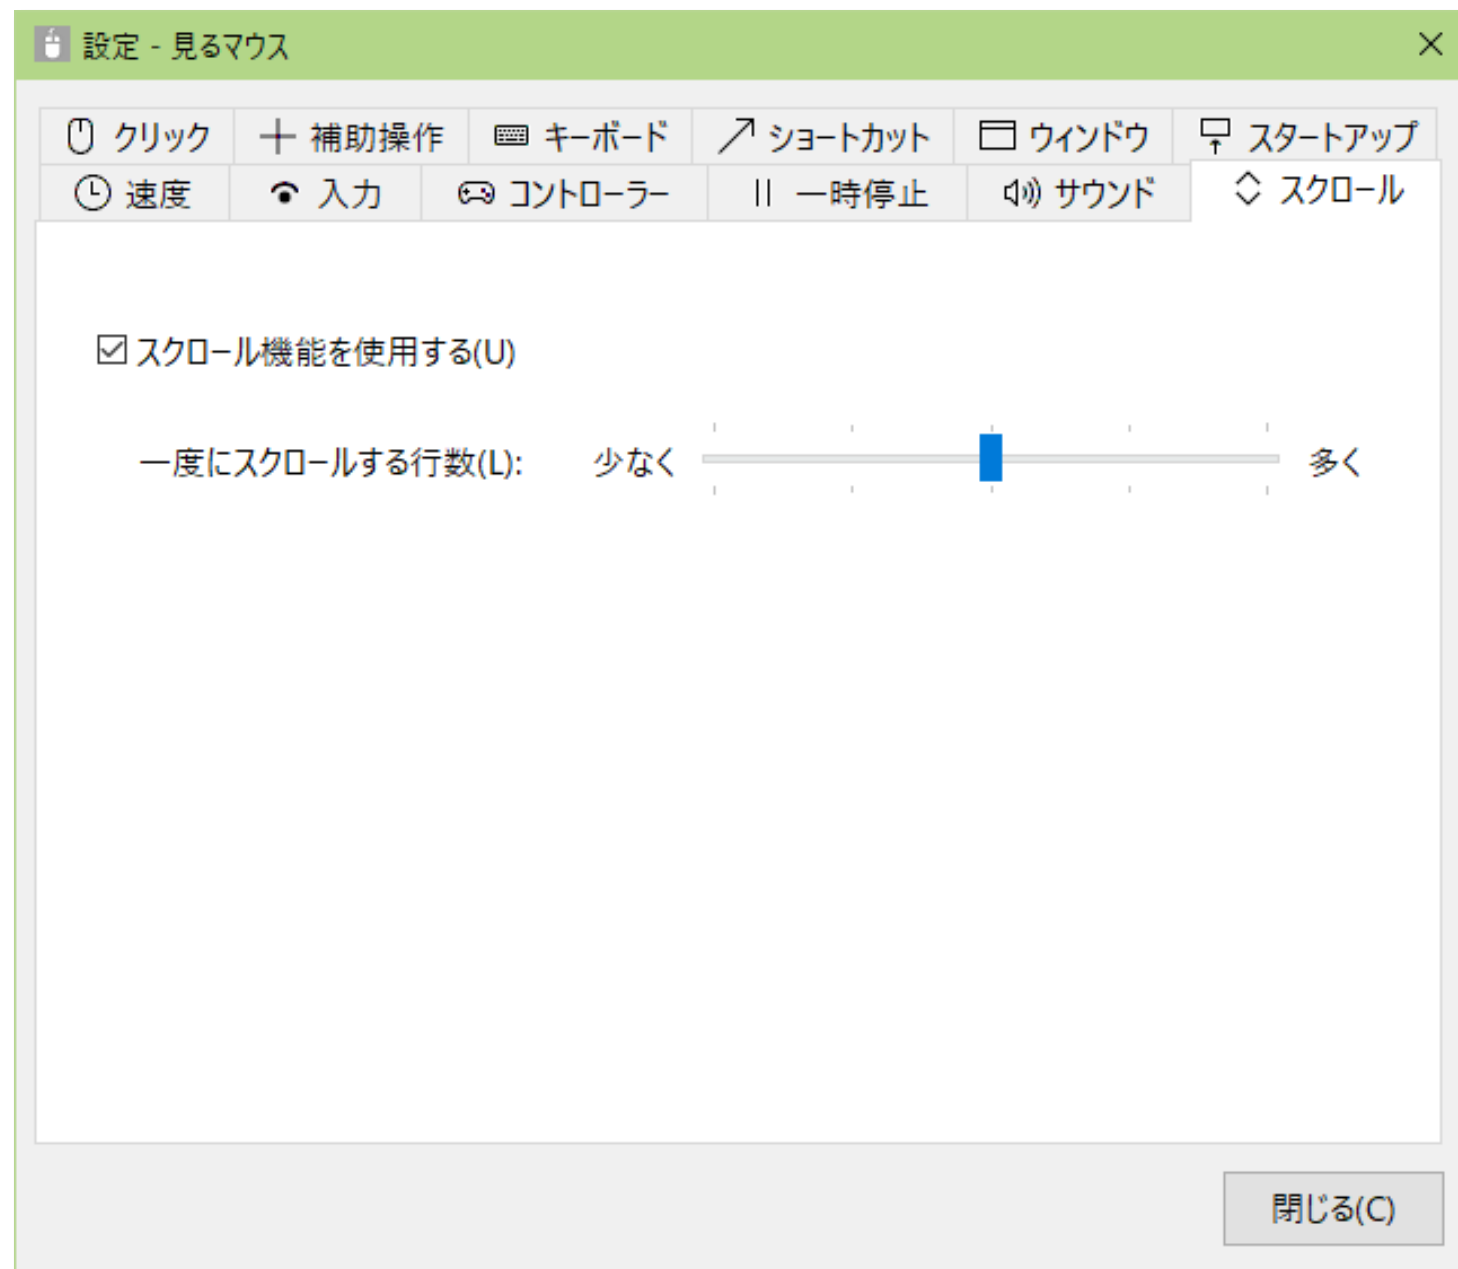 設定 - 見るマウス
クリック 補助操作 キーボード ショートカット ウィンドウ スタートアップ
速度 入力 コントローラー 一時停止 サウンド スクロール
スクロール機能を使用する(U)
一度にスクロールする行数(L): 少なく 多く
閉じる(C)